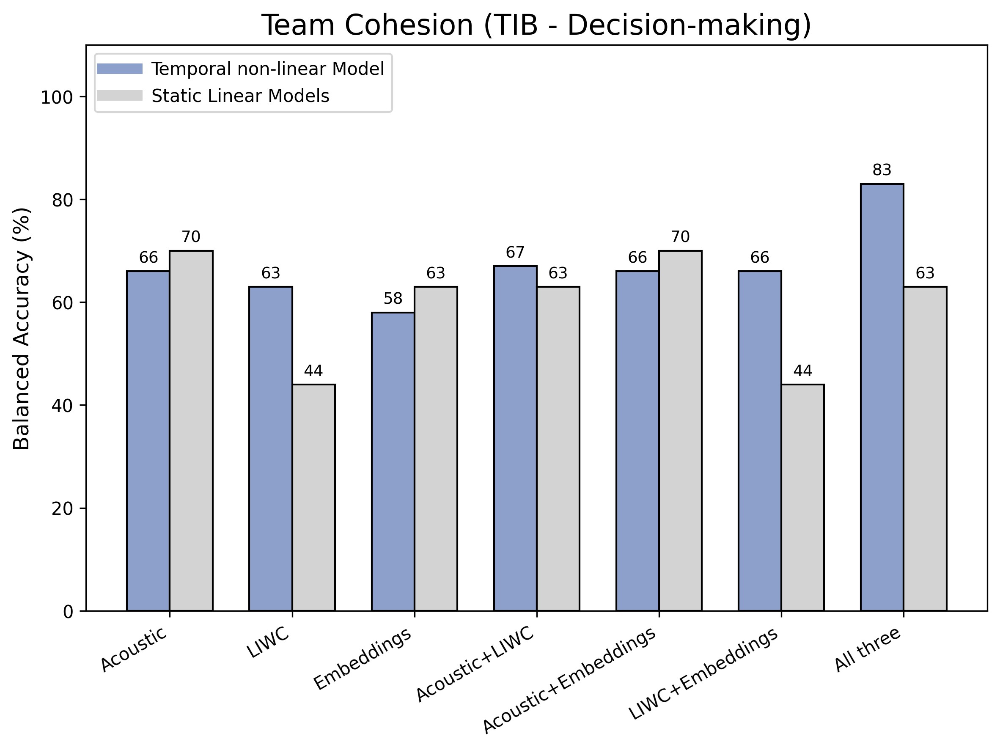 Team Cohesion (TIB - Decision-making)
Temporal non-linear Model
Static Linear Models
Balanced Accuracy (%)
100
80
60
40
20
0
66
70
63
44
58
63
67
63
66
70
66
44
83
63
Acoustic
LIWC
Embeddings
Acoustic+LIWC
Acoustic+Embeddings
LIWC+Embeddings
All three